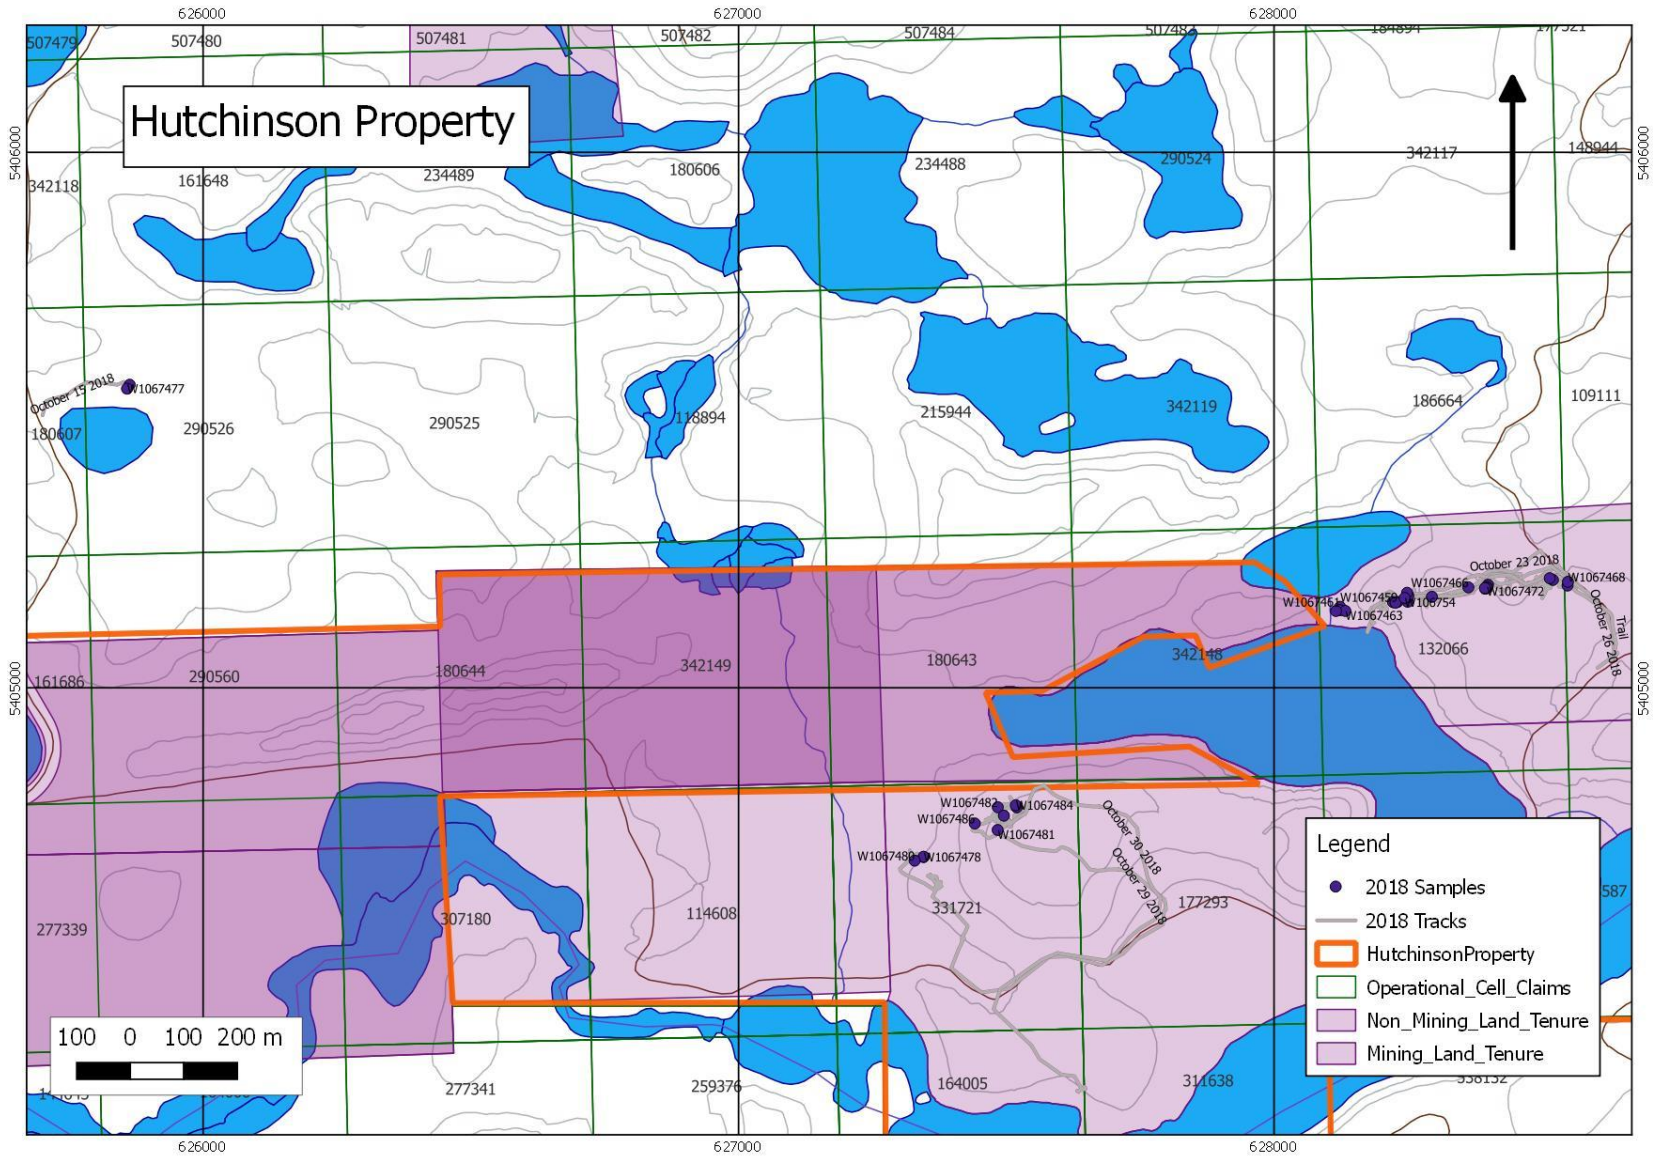 626000 627000 628000
507479 507480 507481 507482 507484
Hutchinson Property
5406000 5406000
342118 161648 234489 180606 234488 290524 342117 148944
October 15 2018 W1067477
180607 290526 290525 118894 215944 342119 186664 109111
October 23 2018
W1067466 W1067468
W1067472
W1067459
W1067463
October 26 2018
Trail
161686 290560 180644 342149 180643 342148 132066
5405000 5405000
W1067482 W1067484
W1067486
W1067481
W1067480 W1067478
October 30 2018
October 29 2018
277339 307180 114608 331721 177293 587
Legend
2018 Samples
2018 Tracks
HutchinsonProperty
Operational_Cell_Claims
Non_Mining_Land_Tenure
Mining_Land_Tenure
100 0 100 200 m
277341 259376 164005 311638
626000 627000 628000